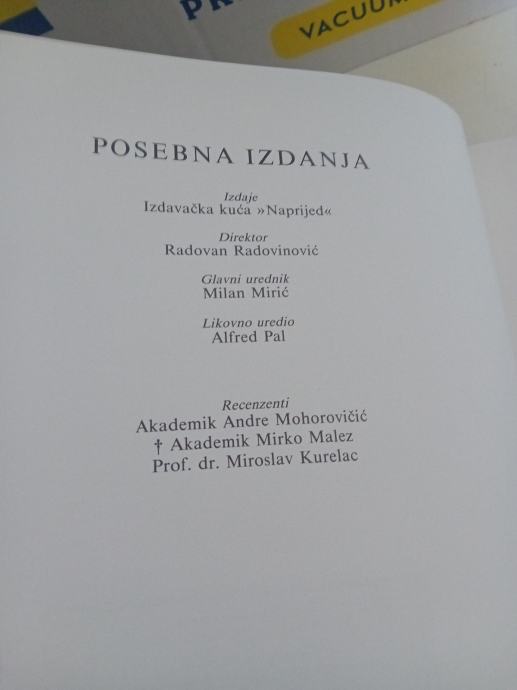 VACUUM
POSEBNA IZDANJA
Izdaje
Izdavačka kuća »Naprijed«
Direktor
Radovan Radovinović
Glavni urednik
Milan Mirić
Likovno uredio
Alfred Pal
Recenzenti
Akademik Andre Mohorovičić
† Akademik Mirko Malez
Prof. dr. Miroslav Kurelac